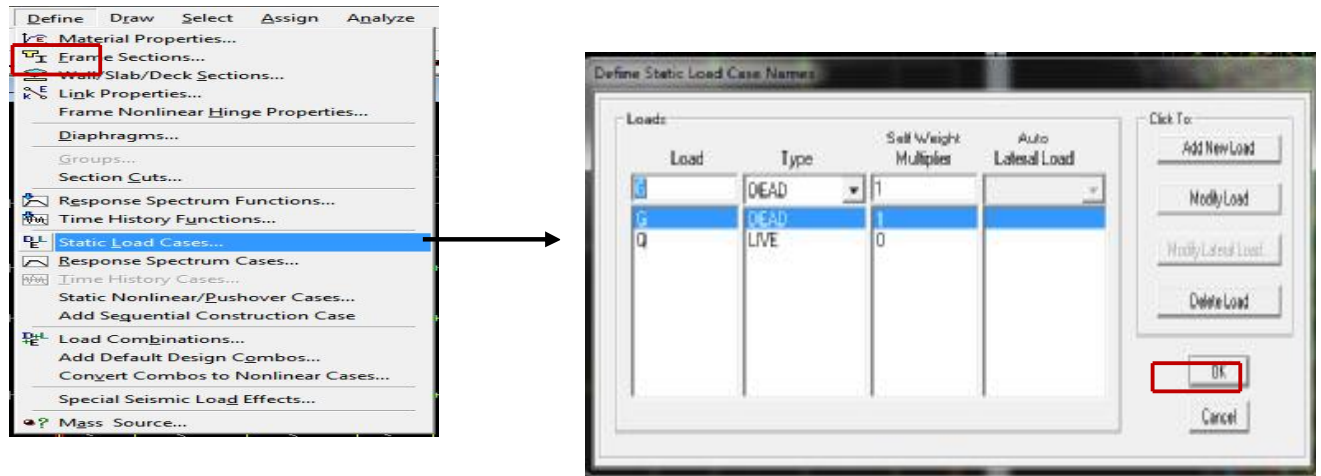 Define Draw Select Assign Analyze
Material Properties...
Frame Sections...
Wall/Slab/Deck Sections...
Link Properties...
Frame Nonlinear Hinge Properties...
Diaphragms...
Groups...
Section Cuts...
Response Spectrum Functions...
Time History Functions...
Static Load Cases...
Response Spectrum Cases...
Time History Cases...
Static Nonlinear/Pushover Cases...
Add Sequential Construction Case
Load Combinations...
Add Default Design Combos...
Convert Combos to Nonlinear Cases...
Special Seismic Load Effects...
Mass Source...
Define Static Load Case Names
Loads
Load Type Self Weight Multiplier Auto Lateral Load
G DEAD 1
G DEAD 1
Q LIVE 0
Click To:
Add New Load
Modify Load
Modify Lateral Load...
Delete Load
OK
Cancel